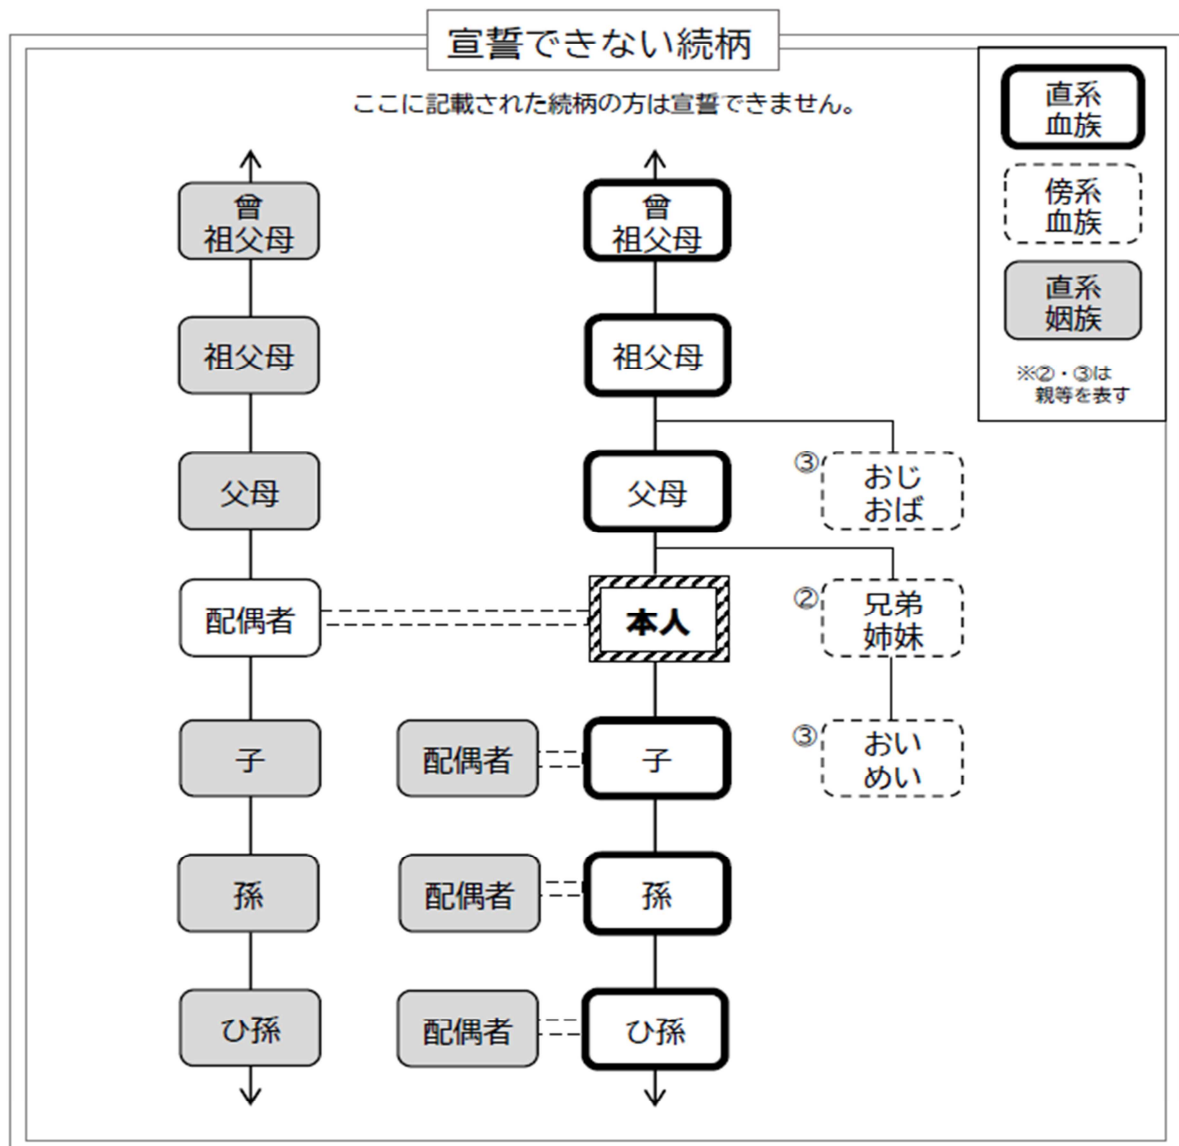 宣誓できない続柄
ここに記載された続柄の方は宣誓できません。
直系
血族
傍系
血族
直系
姻族
※②・③は
親等を表す
曾
祖父母
曾
祖父母
祖父母
祖父母
父母
父母
③
おじ
おば
配偶者
本人
②
兄弟
姉妹
子
配偶者
子
③
おい
めい
孫
配偶者
孫
ひ孫
配偶者
ひ孫